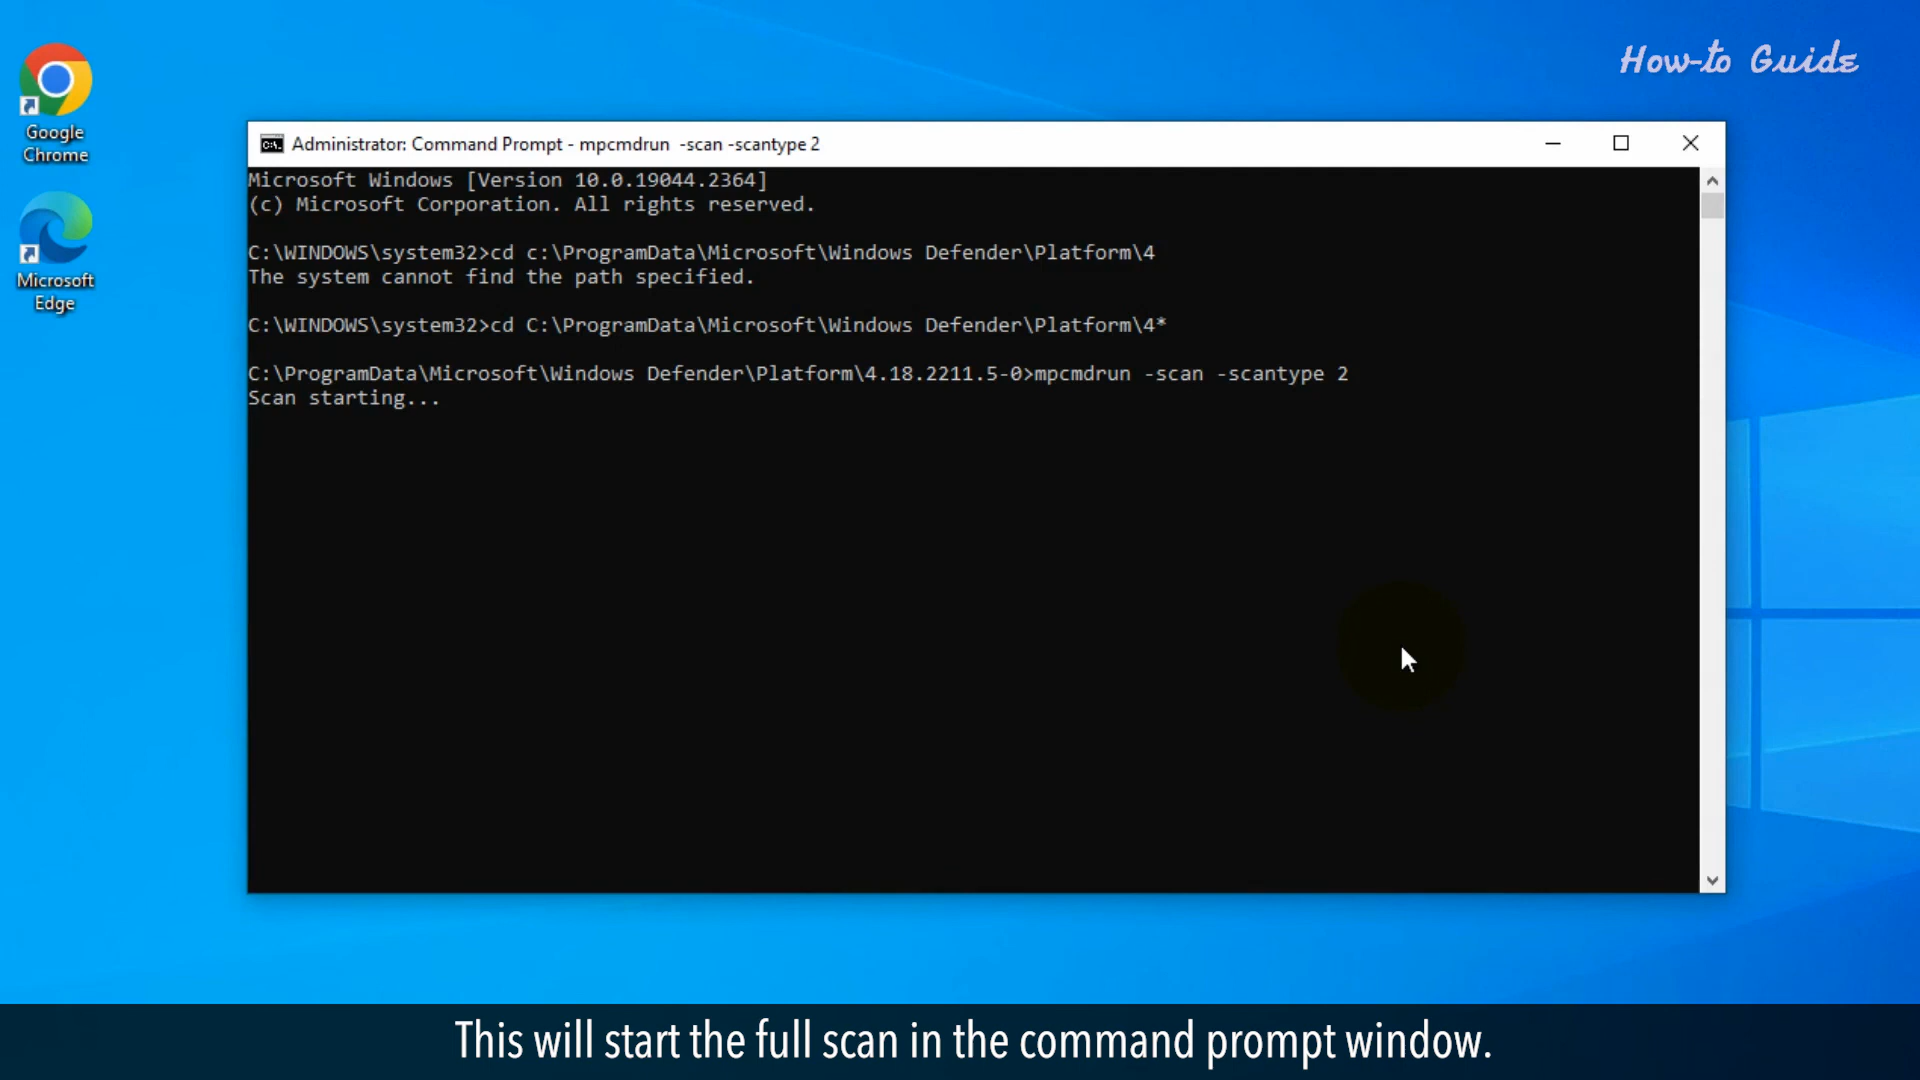 How-to Guide
Google
Chrome
Microsoft
Edge
Administrator: Command Prompt - mpcmdrun  -scan -scantype 2
Microsoft Windows [Version 10.0.19044.2364]
(c) Microsoft Corporation. All rights reserved.
C:\WINDOWS\system32>cd c:\ProgramData\Microsoft\Windows Defender\Platform\4
The system cannot find the path specified.
C:\WINDOWS\system32>cd C:\ProgramData\Microsoft\Windows Defender\Platform\4*
C:\ProgramData\Microsoft\Windows Defender\Platform\4.18.2211.5-0>mpcmdrun -scan -scantype 2
Scan starting...
This will start the full scan in the command prompt window.